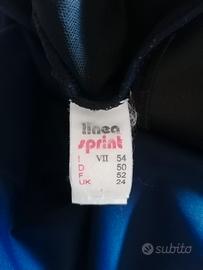 linea
sprint
I VII 54
D 50
F 52
UK 24
subito